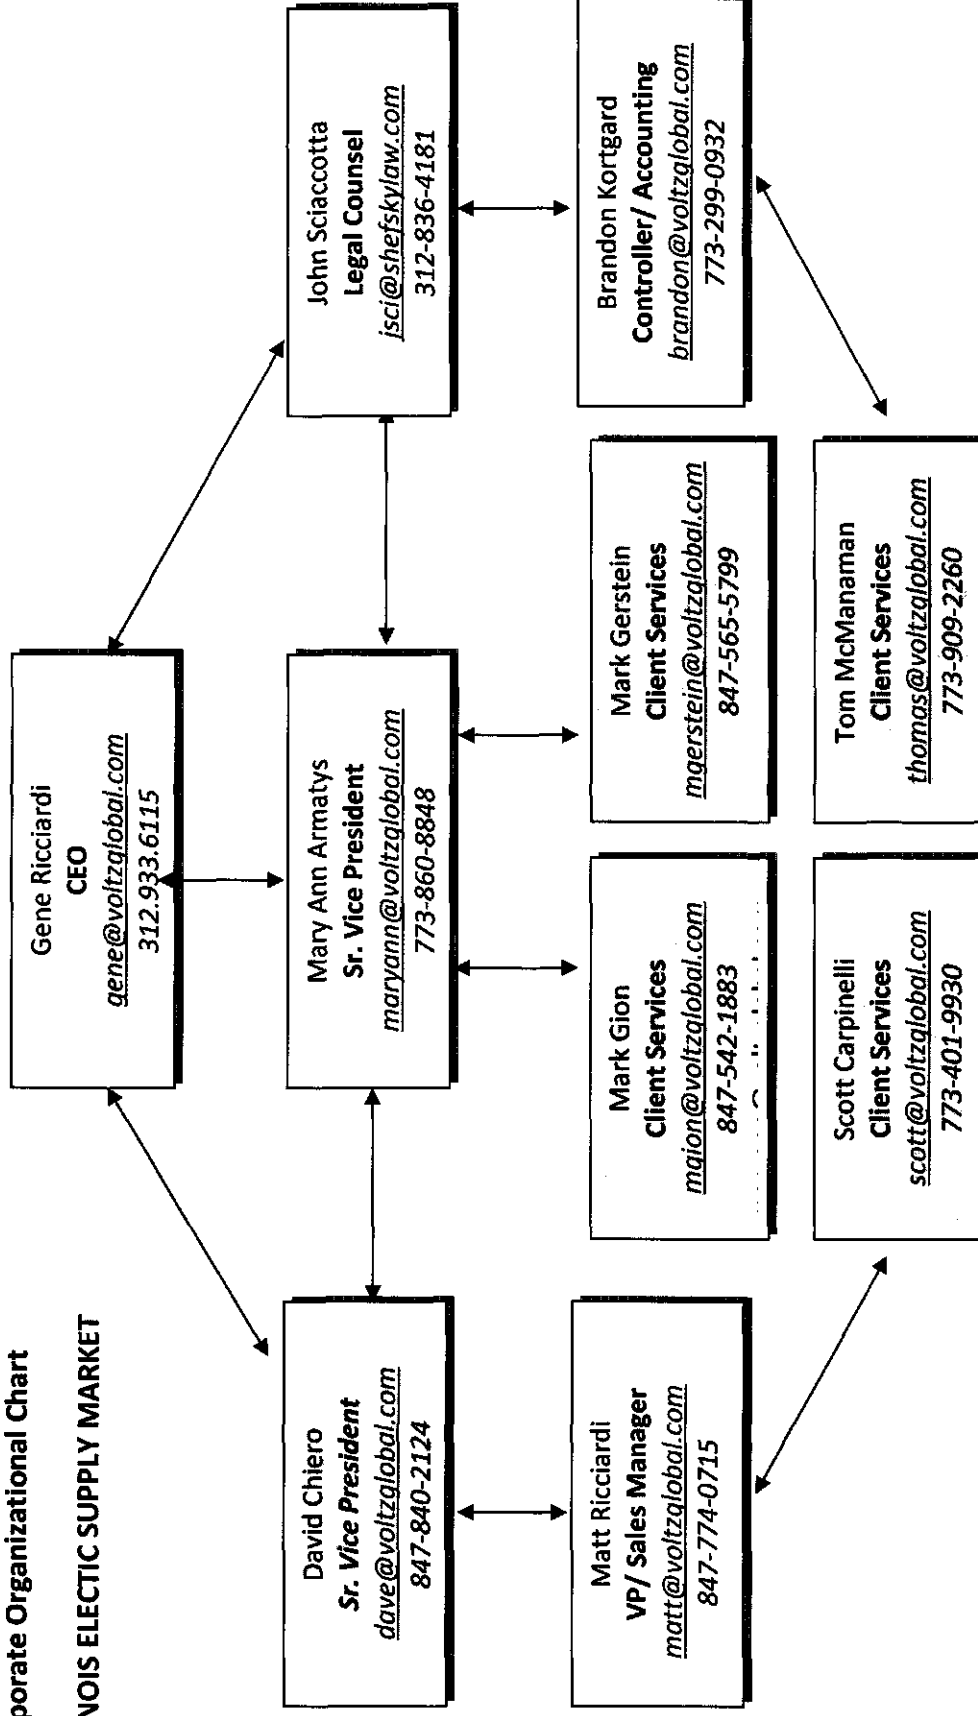 porate Organizational Chart
NOIS ELECTIC SUPPLY MARKET
Gene Ricciardi
CEO
gene@voltzglobal.com
312.933.6115
David Chiero
Sr. Vice President
dave@voltzglobal.com
847-840-2124
Mary Ann Armatys
Sr. Vice President
maryann@voltzglobal.com
773-860-8848
John Sciaccotta
Legal Counsel
jsci@shefskylaw.com
312-836-4181
Matt Ricciardi
VP/ Sales Manager
matt@voltzglobal.com
847-774-0715
Mark Gion
Client Services
mgion@voltzglobal.com
847-542-1883
Mark Gerstein
Client Services
mgerstein@voltzglobal.com
847-565-5799
Brandon Kortgard
Controller/ Accounting
brandon@voltzglobal.com
773-299-0932
Scott Carpinelli
Client Services
scott@voltzglobal.com
773-401-9930
Tom McManaman
Client Services
thomas@voltzglobal.com
773-909-2260